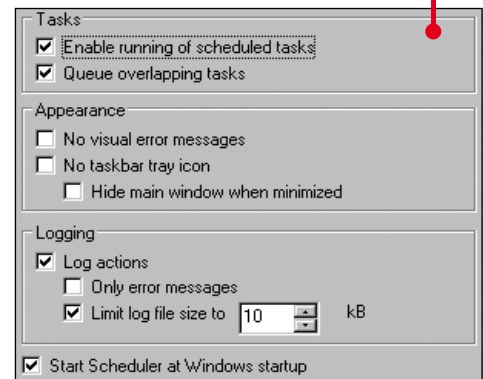 Tasks
Enable running of scheduled tasks
Queue overlapping tasks
Appearance
No visual error messages
No taskbar tray icon
Hide main window when minimized
Logging
Log actions
Only error messages
Limit log file size to 10 kB
Start Scheduler at Windows startup